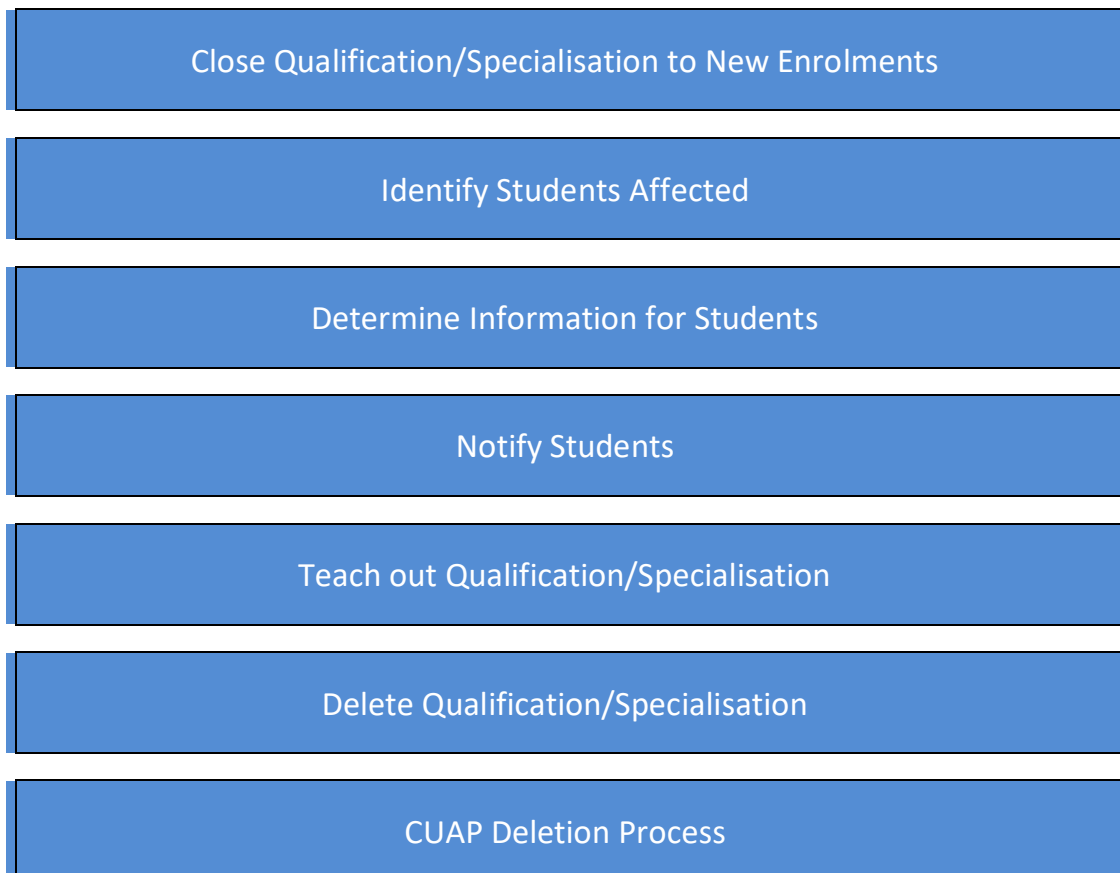 Close Qualification/Specialisation to New Enrolments
Identify Students Affected
Determine Information for Students
Notify Students
Teach out Qualification/Specialisation
Delete Qualification/Specialisation
CUAP Deletion Process